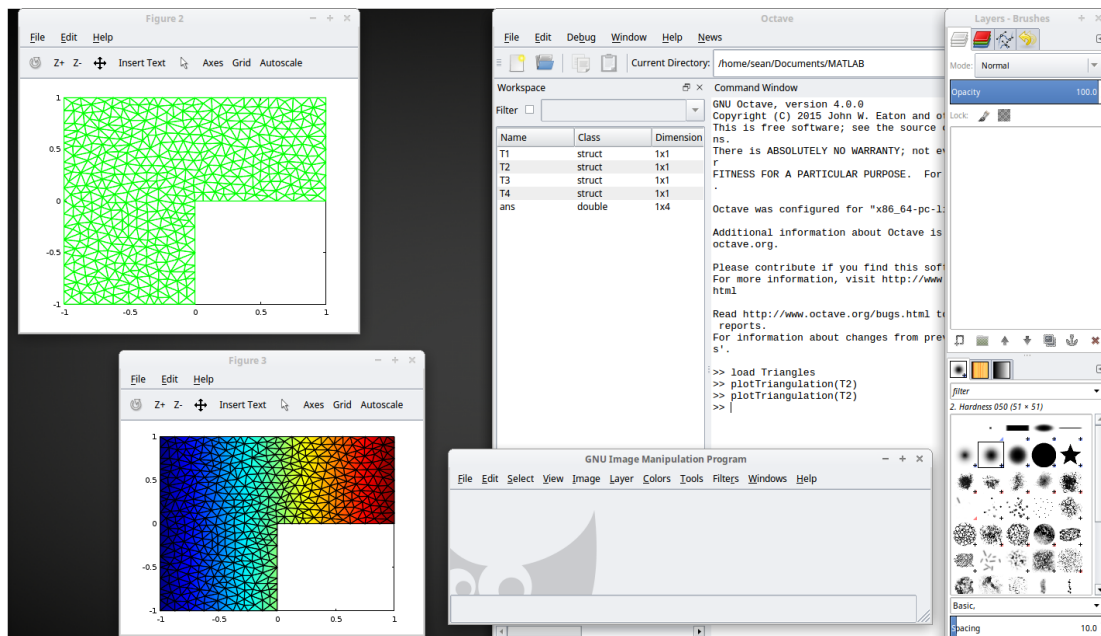 Figure 2
File Edit Help
Z+ Z- Insert Text Axes Grid Autoscale
1
0.5
0
-0.5
-1
-1 -0.5 0 0.5 1
Figure 3
File Edit Help
Z+ Z- Insert Text Axes Grid Autoscale
1
0.5
0
-0.5
-1
-1 -0.5 0 0.5 1
Octave
File Edit Debug Window Help News
Current Directory: /home/sean/Documents/MATLAB
Workspace
Filter
Name Class Dimension
T1 struct 1x1
T2 struct 1x1
T3 struct 1x1
T4 struct 1x1
ans double 1x4
Command Window
GNU Octave, version 4.0.0
Copyright (C) 2015 John W. Eaton and ot
This is free software; see the source c
ns.
There is ABSOLUTELY NO WARRANTY; not ev
r
FITNESS FOR A PARTICULAR PURPOSE. For
.
Octave was configured for "x86_64-pc-li
Additional information about Octave is
octave.org.
Please contribute if you find this soft
For more information, visit http://www
html
Read http://www.octave.org/bugs.html to
reports.
For information about changes from prev
s'.
>> load Triangles
>> plotTriangulation(T2)
>> plotTriangulation(T2)
>>
GNU Image Manipulation Program
File Edit Select View Image Layer Colors Tools Filters Windows Help
Layers - Brushes
Mode: Normal
Opacity 100.0
Lock:
filter
2. Hardness 050 (51 × 51)
Basic,
Spacing 10.0